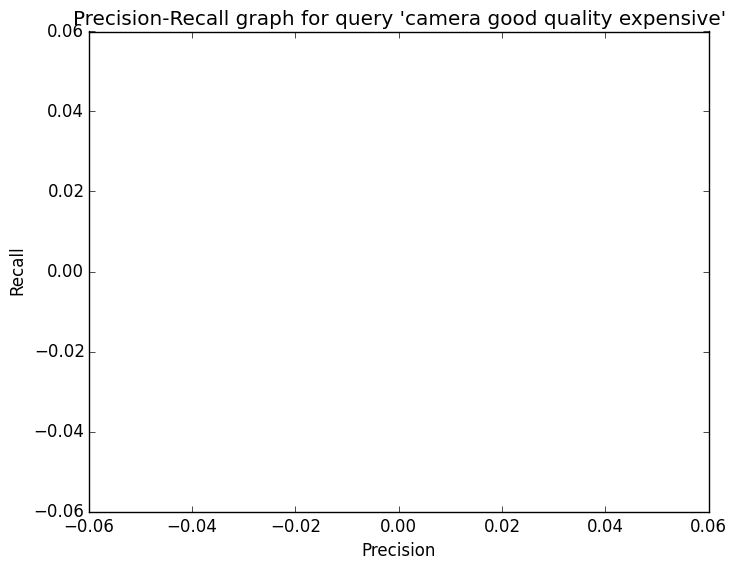 Precision-Recall graph for query 'camera good quality expensive'
0.06
0.04
0.02
0.00
−0.02
−0.04
−0.06
Recall
−0.06 −0.04 −0.02 0.00 0.02 0.04 0.06
Precision